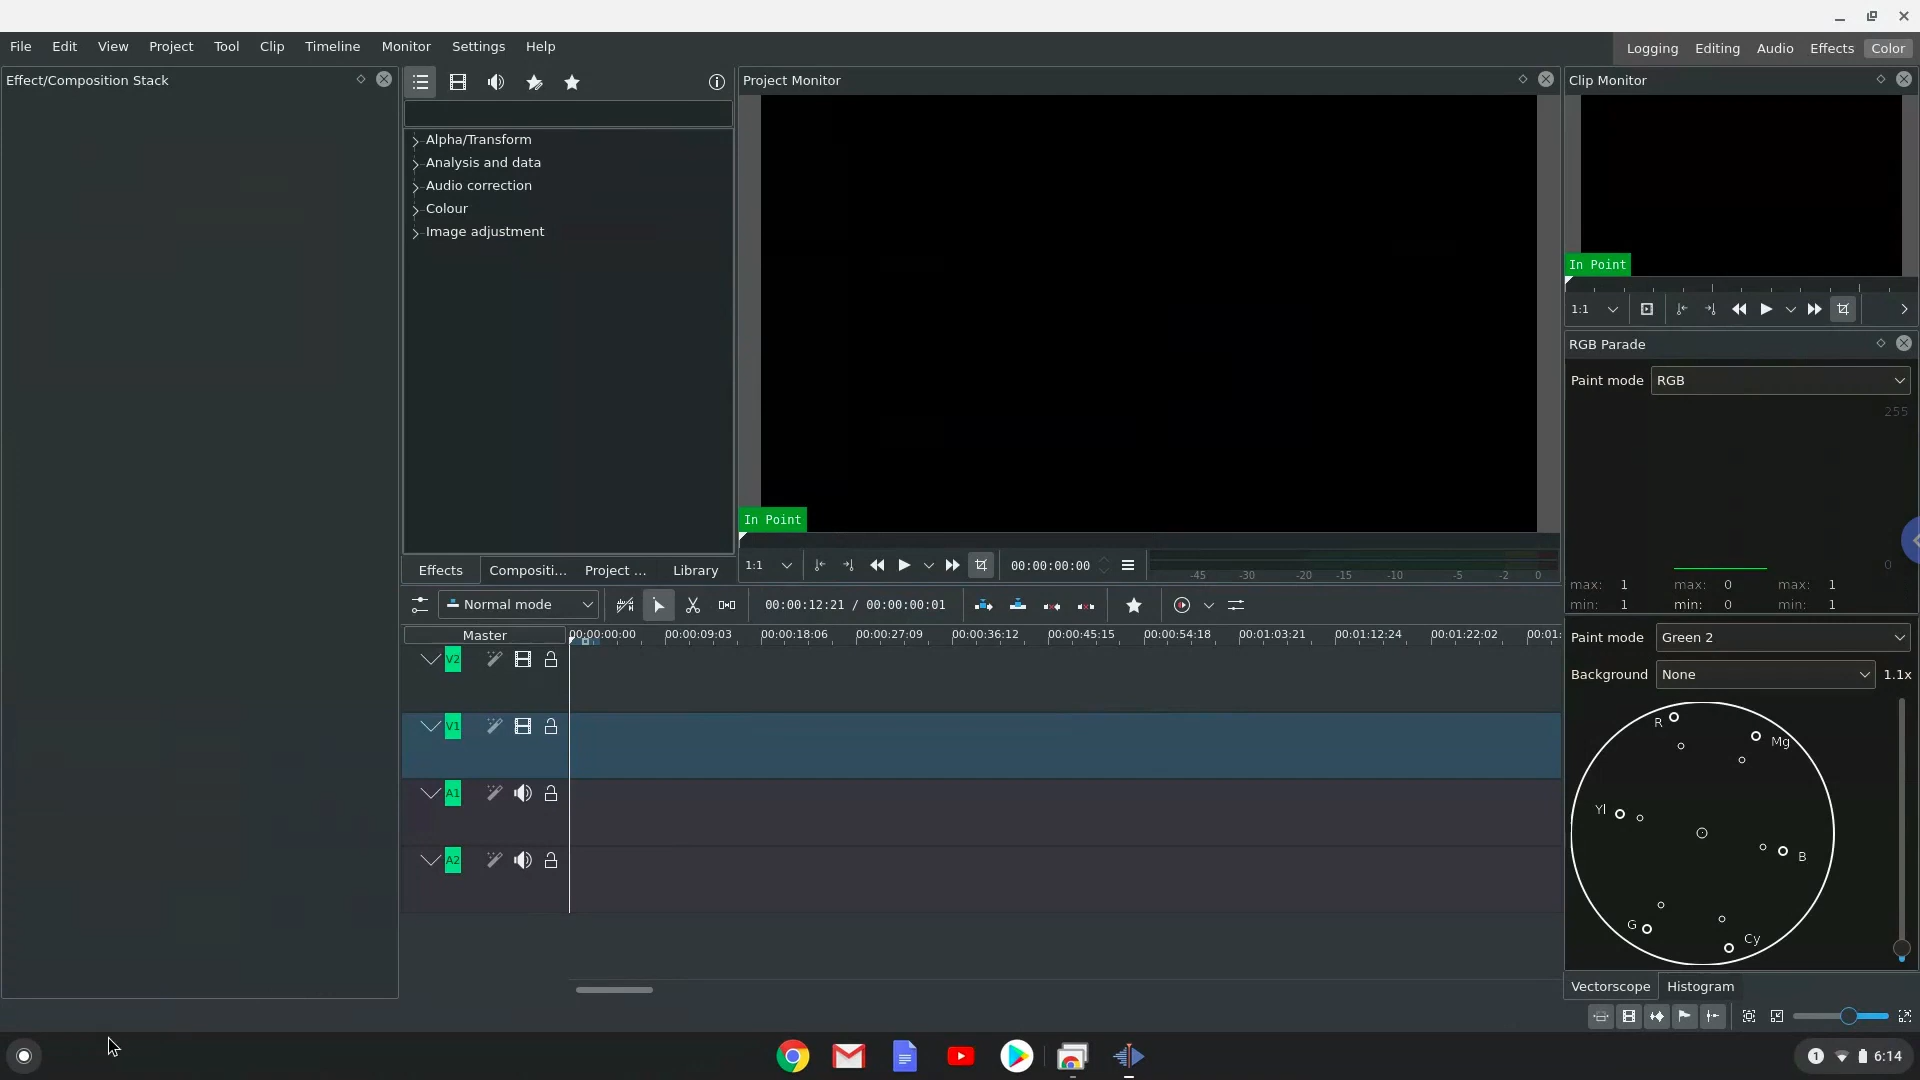 File Edit View Project Tool Clip Timeline Monitor Settings Help
Logging Editing Audio Effects Color
Effect/Composition Stack
Alpha/Transform
Analysis and data
Audio correction
Colour
Image adjustment
Effects Compositi... Project ... Library
Project Monitor
In Point
1:1 00:00:00:00
-45 -30 -20 -15 -10 -5 -2 0
Clip Monitor
In Point
1:1
RGB Parade
Paint mode RGB
255
0
max: 1 max: 0 max: 1
min: 1 min: 0 min: 1
Normal mode 00:00:12:21 / 00:00:00:01
Master 00:00:00:00 00:00:09:03 00:00:18:06 00:00:27:09 00:00:36:12 00:00:45:15 00:00:54:18 00:01:03:21 00:01:12:24 00:01:22:02 00:01:
V2
V1
A1
A2
Paint mode Green 2
Background None 1.1x
R
Mg
Yl
B
G
Cy
Vectorscope Histogram
1 6:14